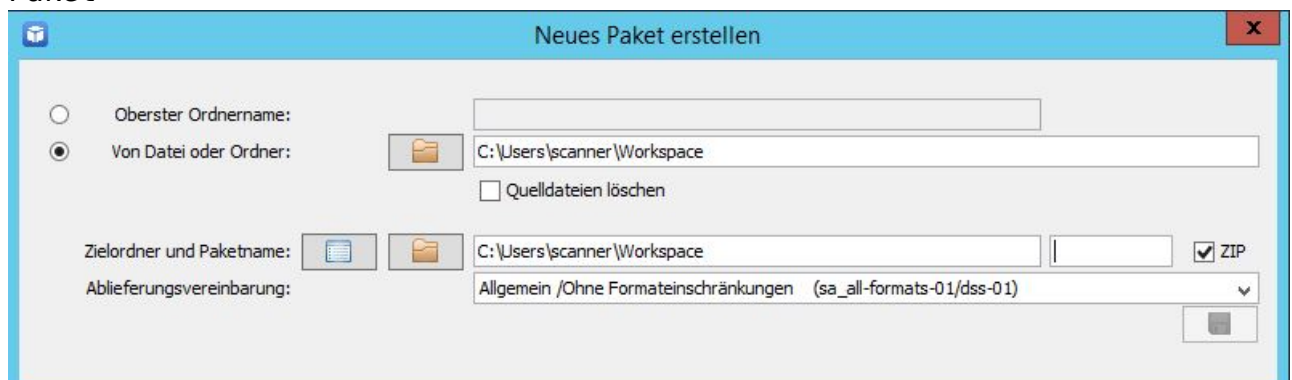 Neues Paket erstellen
x
Oberster Ordnername:
Von Datei oder Ordner: C:\Users\scanner\Workspace
Quelldateien löschen
Zielordner und Paketname: C:\Users\scanner\Workspace ZIP
Ablieferungsvereinbarung: Allgemein /Ohne Formateinschränkungen (sa_all-formats-01/dss-01)